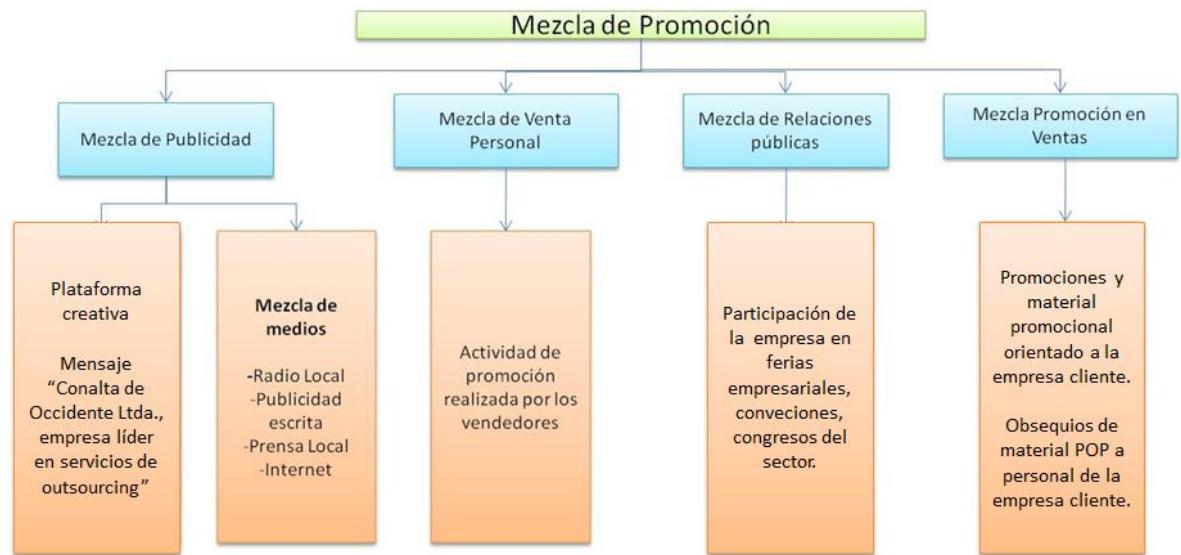 Mezcla de Promoción
Mezcla de Publicidad
Mezcla de Venta
Personal
Mezcla de Relaciones
públicas
Mezcla Promoción en
Ventas
Plataforma
creativa
Mensaje
“Conalta de
Occidente Ltda.,
empresa líder
en servicios de
outsourcing”
Mezcla de
medios
-Radio Local
-Publicidad
escrita
-Prensa Local
-Internet
Actividad de
promoción
realizada por los
vendedores
Participación de
la empresa en
ferias
empresariales,
conveciones,
congresos del
sector.
Promociones y
material
promocional
orientado a la
empresa cliente.
Obsequios de
material POP a
personal de la
empresa cliente.